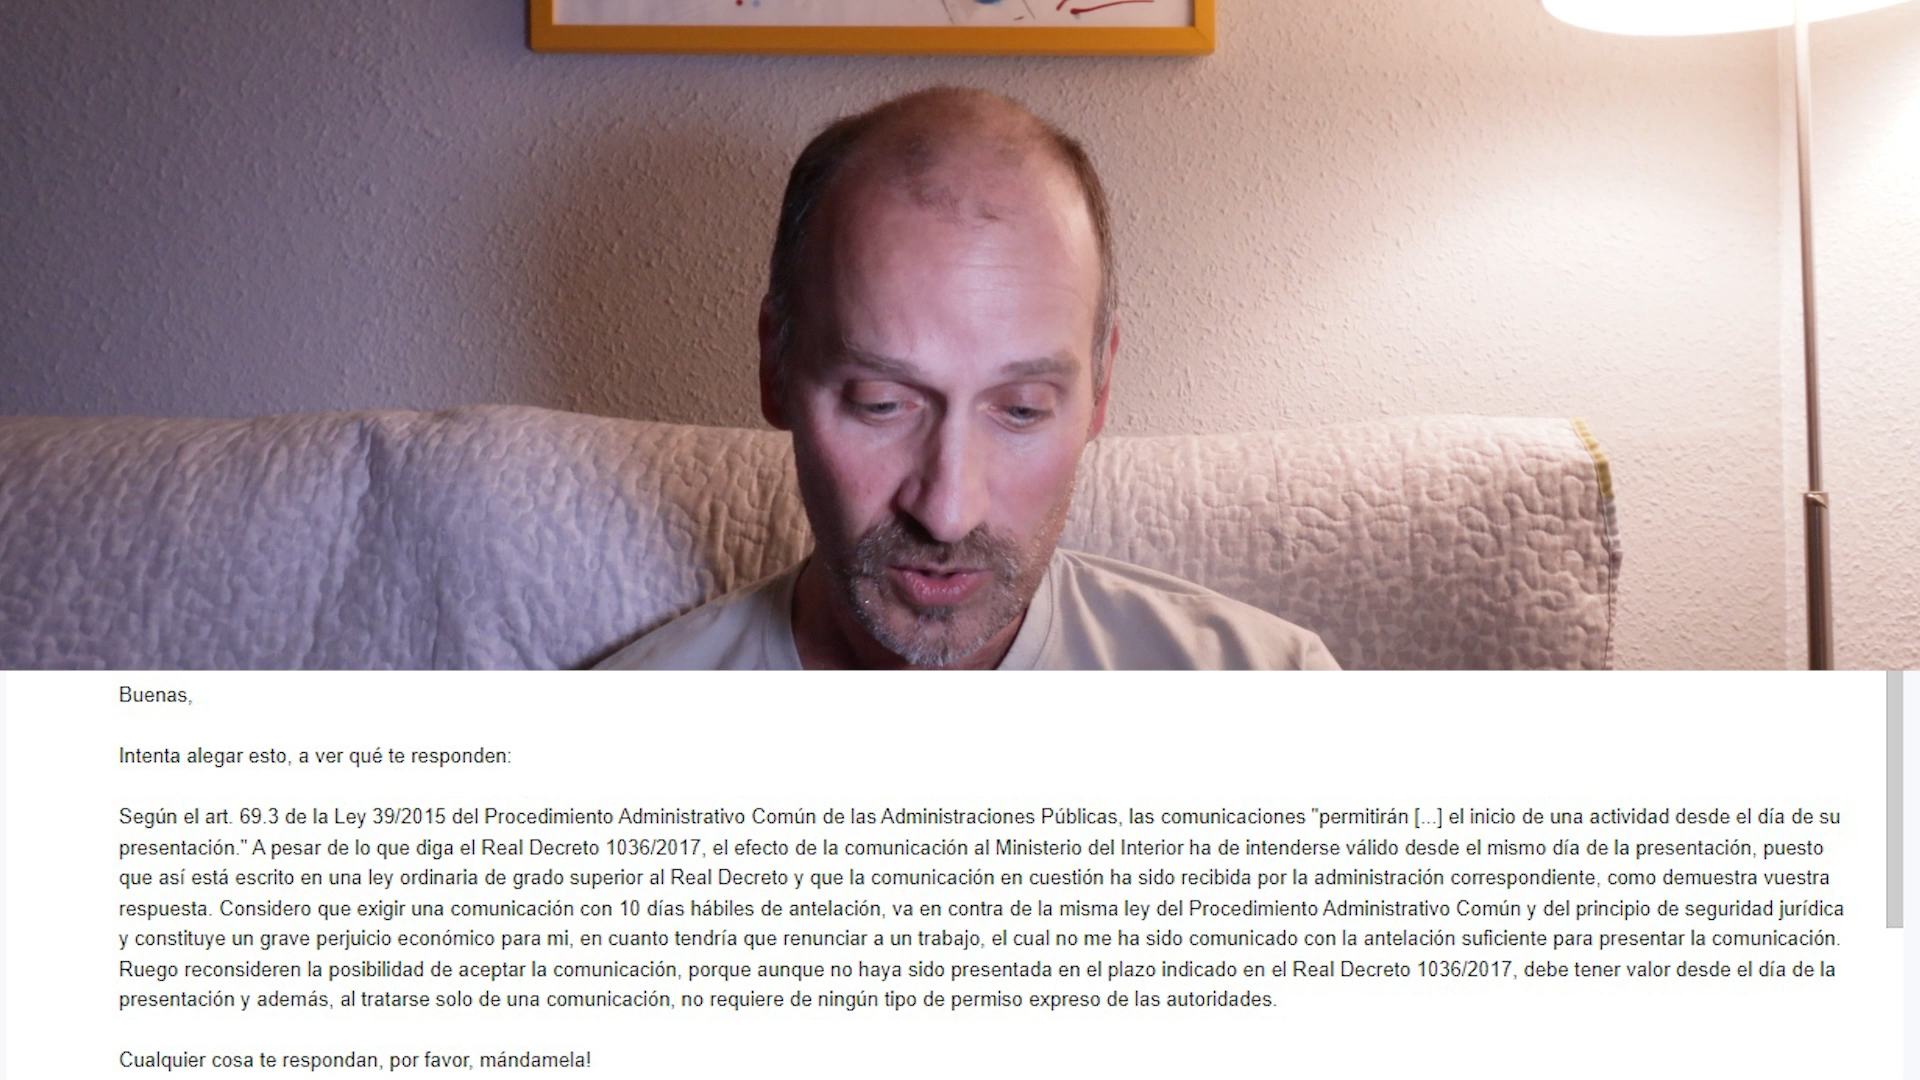 Buenas,
Intenta alegar esto, a ver qué te responden:
Según el art. 69.3 de la Ley 39/2015 del Procedimiento Administrativo Común de las Administraciones Públicas, las comunicaciones "permitirán [...] el inicio de una actividad desde el día de su
presentación." A pesar de lo que diga el Real Decreto 1036/2017, el efecto de la comunicación al Ministerio del Interior ha de intenderse válido desde el mismo día de la presentación, puesto
que así está escrito en una ley ordinaria de grado superior al Real Decreto y que la comunicación en cuestión ha sido recibida por la administración correspondiente, como demuestra vuestra
respuesta. Considero que exigir una comunicación con 10 días hábiles de antelación, va en contra de la misma ley del Procedimiento Administrativo Común y del principio de seguridad jurídica
y constituye un grave perjuicio económico para mi, en cuanto tendría que renunciar a un trabajo, el cual no me ha sido comunicado con la antelación suficiente para presentar la comunicación.
Ruego reconsideren la posibilidad de aceptar la comunicación, porque aunque no haya sido presentada en el plazo indicado en el Real Decreto 1036/2017, debe tener valor desde el día de la
presentación y además, al tratarse solo de una comunicación, no requiere de ningún tipo de permiso expreso de las autoridades.
Cualquier cosa te respondan, por favor, mándamela!